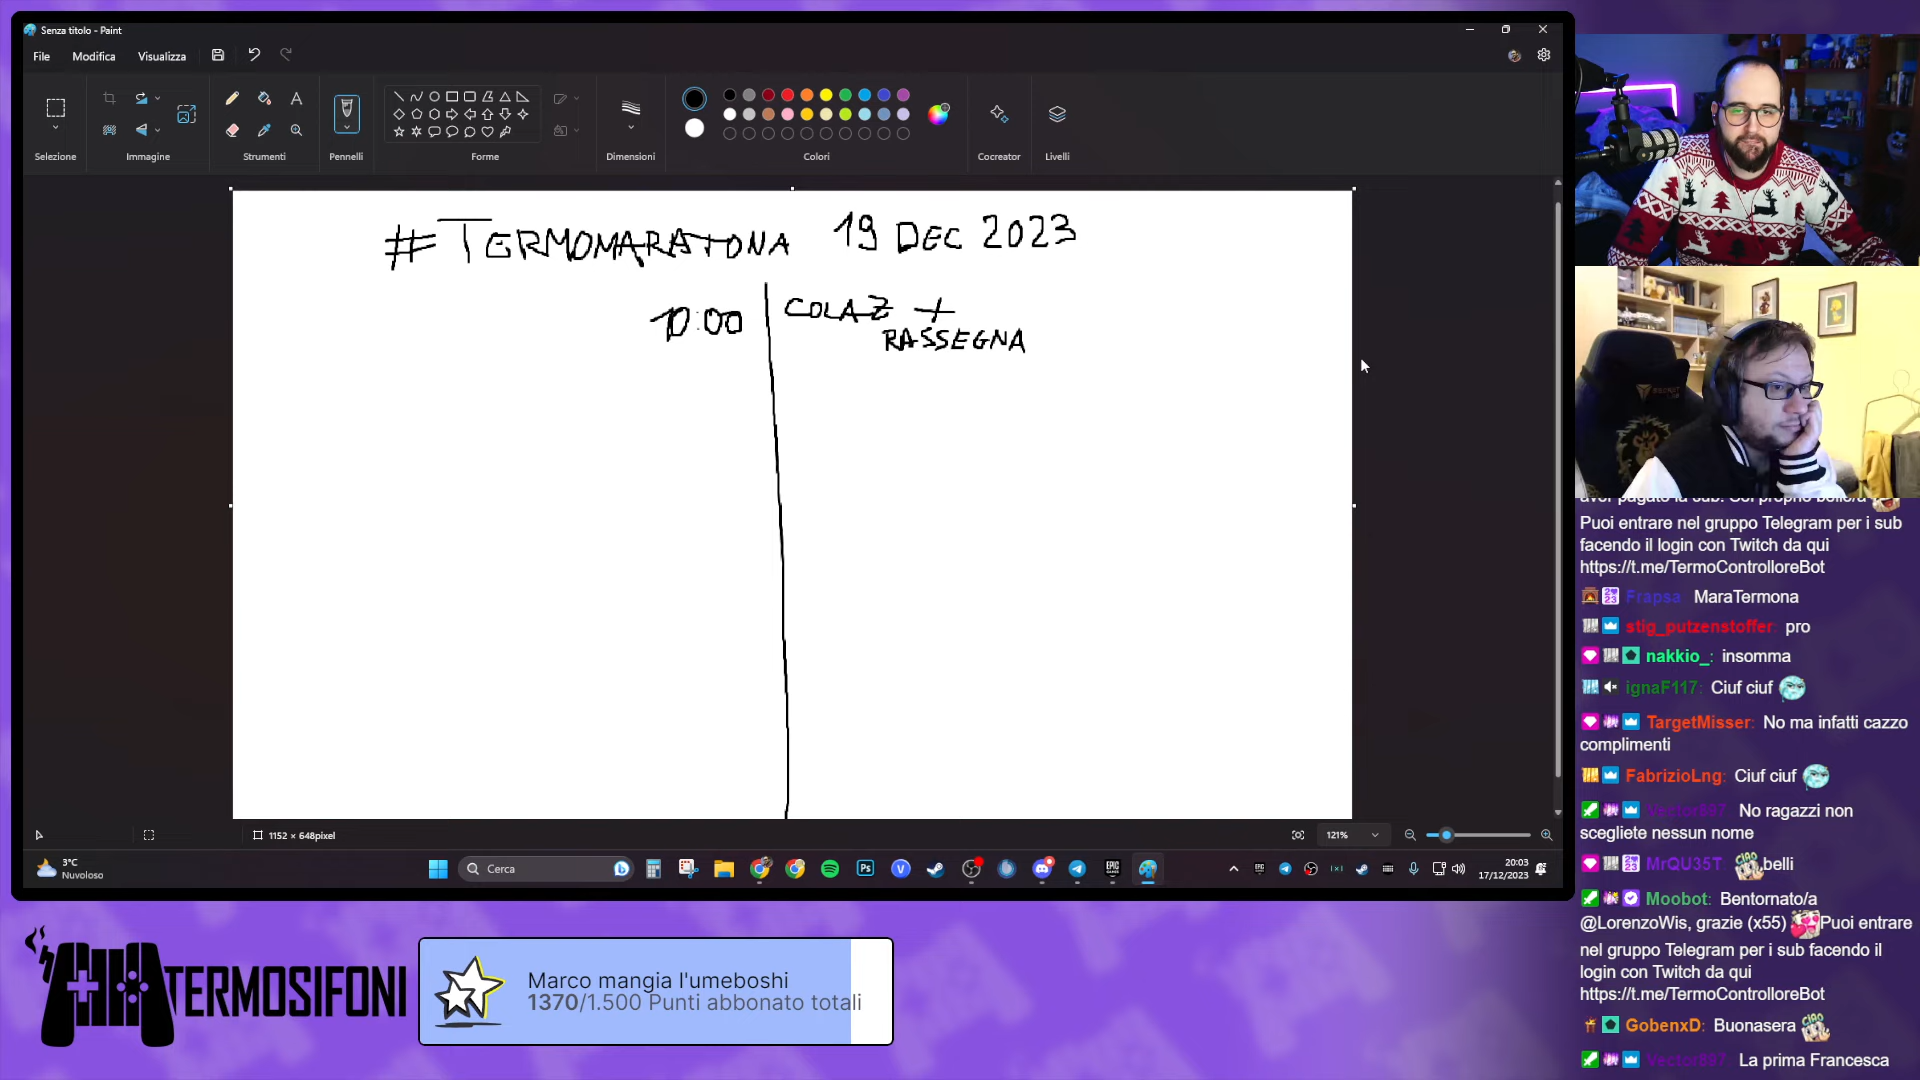 Senza titolo - Paint
File Modifica Visualizza
Selezione Immagine Strumenti Pennelli Forme Dimensioni Colori Cocreator Livelli
#TERMOMARATONA 19 DEC 2023
10:00 COLAZ +
RASSEGNA
1152 × 648pixel
121%
3°C
Nuvoloso
Cerca
20:03
17/12/2023
TERMOSIFONI
Marco mangia l'umeboshi
1370/1.500 Punti abbonato totali
Puoi entrare nel gruppo Telegram per i sub
facendo il login con Twitch da qui
https://t.me/TermoControlloreBot
Frapsa: MaraTermona
stig_putzenstoffer: pro
nakkio_: insomma
ignaF117: Ciuf ciuf
TargetMisser: No ma infatti cazzo
complimenti
FabrizioLng: Ciuf ciuf
Vector897: No ragazzi non
scegliete nessun nome
MrQU35T: CIAO belli
Moobot: Bentornato/a
@LorenzoWis, grazie (x55) Puoi entrare
nel gruppo Telegram per i sub facendo il
login con Twitch da qui
https://t.me/TermoControlloreBot
GobenxD: Buonasera CIAO
Vector897: La prima Francesca